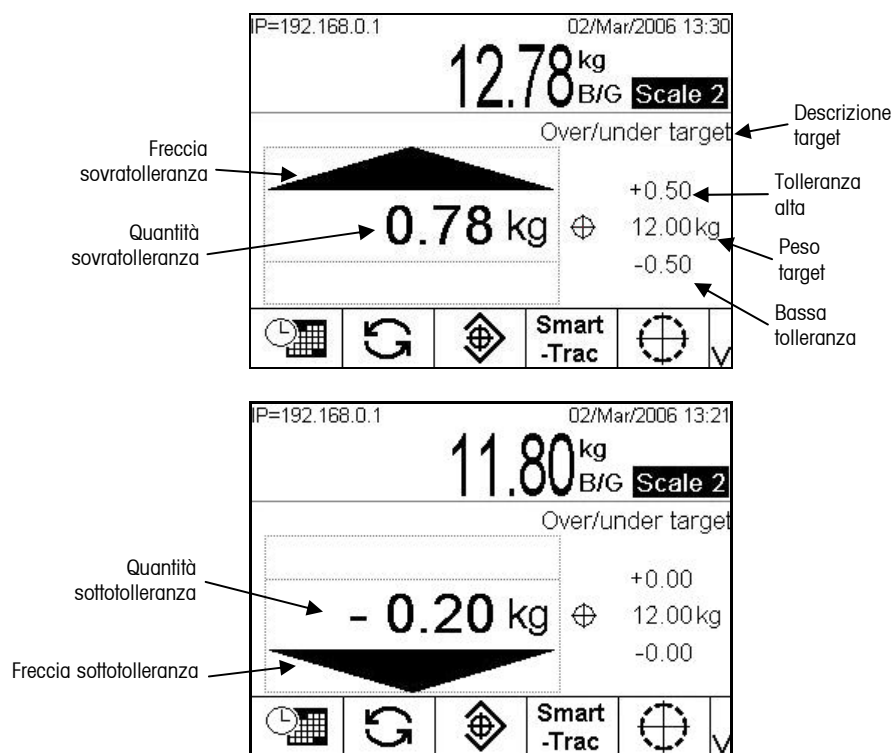 IP=192.168.0.1 02/Mar/2006 13:30
12.78 kg
B/G Scale 2
Over/under target
Descrizione
target
Freccia
sovratolleranza
+0.50
Tolleranza
alta
Quantità
sovratolleranza
0.78 kg
12.00 kg
Peso
target
-0.50
Bassa
tolleranza
Smart
-Trac
IP=192.168.0.1 02/Mar/2006 13:21
11.80 kg
B/G Scale 2
Over/under target
Quantità
sottotolleranza
+0.00
- 0.20 kg
12.00 kg
-0.00
Freccia sottotolleranza
Smart
-Trac